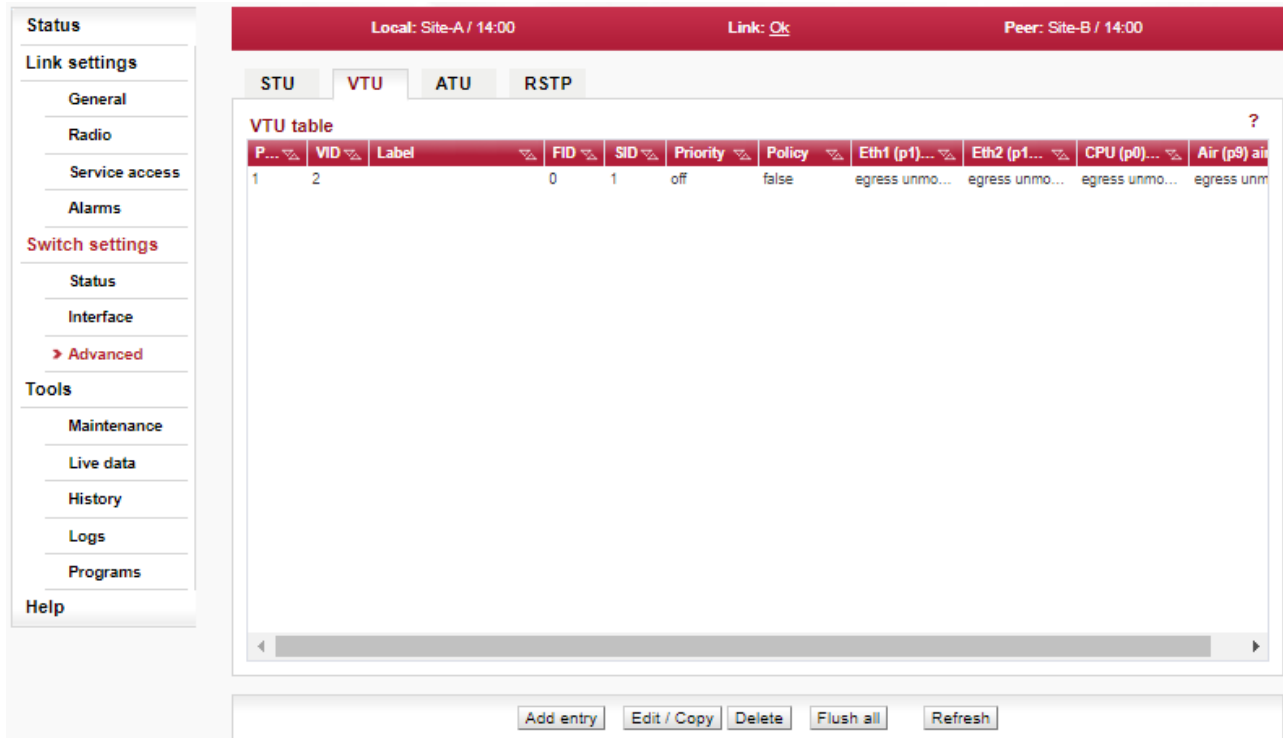 Status
Link settings
General
Radio
Service access
Alarms
Switch settings
Status
Interface
Advanced
Tools
Maintenance
Live data
History
Logs
Programs
Help
Local: Site-A / 14:00 Link: Ok Peer: Site-B / 14:00
STU VTU ATU RSTP
VTU table ?
P... VID Label FID SID Priority Policy Eth1 (p1)... Eth2 (p1... CPU (p0)... Air (p9) air
1 2 0 1 off false egress unmo... egress unmo... egress unmo... egress unm
Add entry Edit / Copy Delete Flush all Refresh